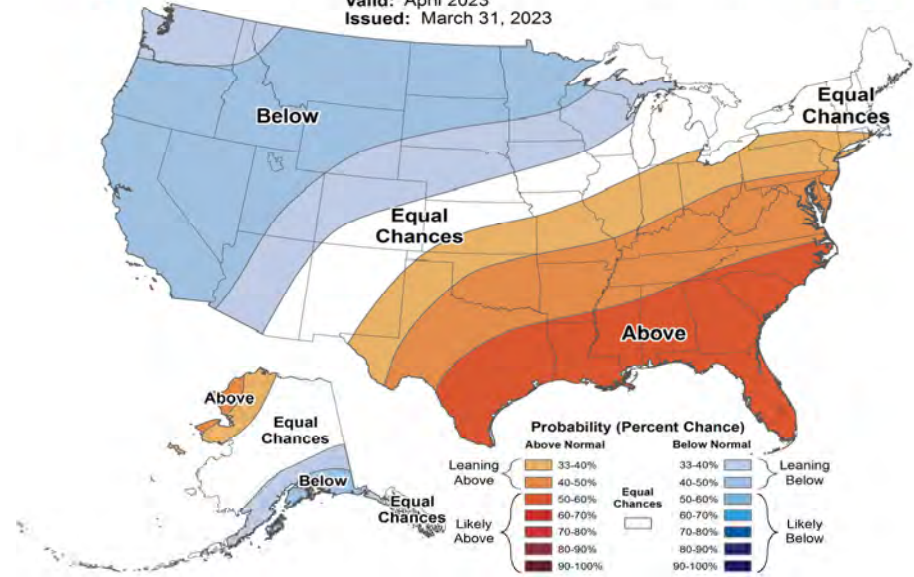 Valid: April 2023
Issued: March 31, 2023
Below
Equal
Chances
Equal
Chances
Above
Above
Equal
Chances
Below
Equal
Chances
Probability (Percent Chance)
Above Normal
Below Normal
Leaning
Above
33-40%
40-50%
Likely
Above
50-60%
60-70%
70-80%
80-90%
90-100%
Equal
Chances
33-40%
40-50%
Leaning
Below
50-60%
60-70%
70-80%
80-90%
90-100%
Likely
Below